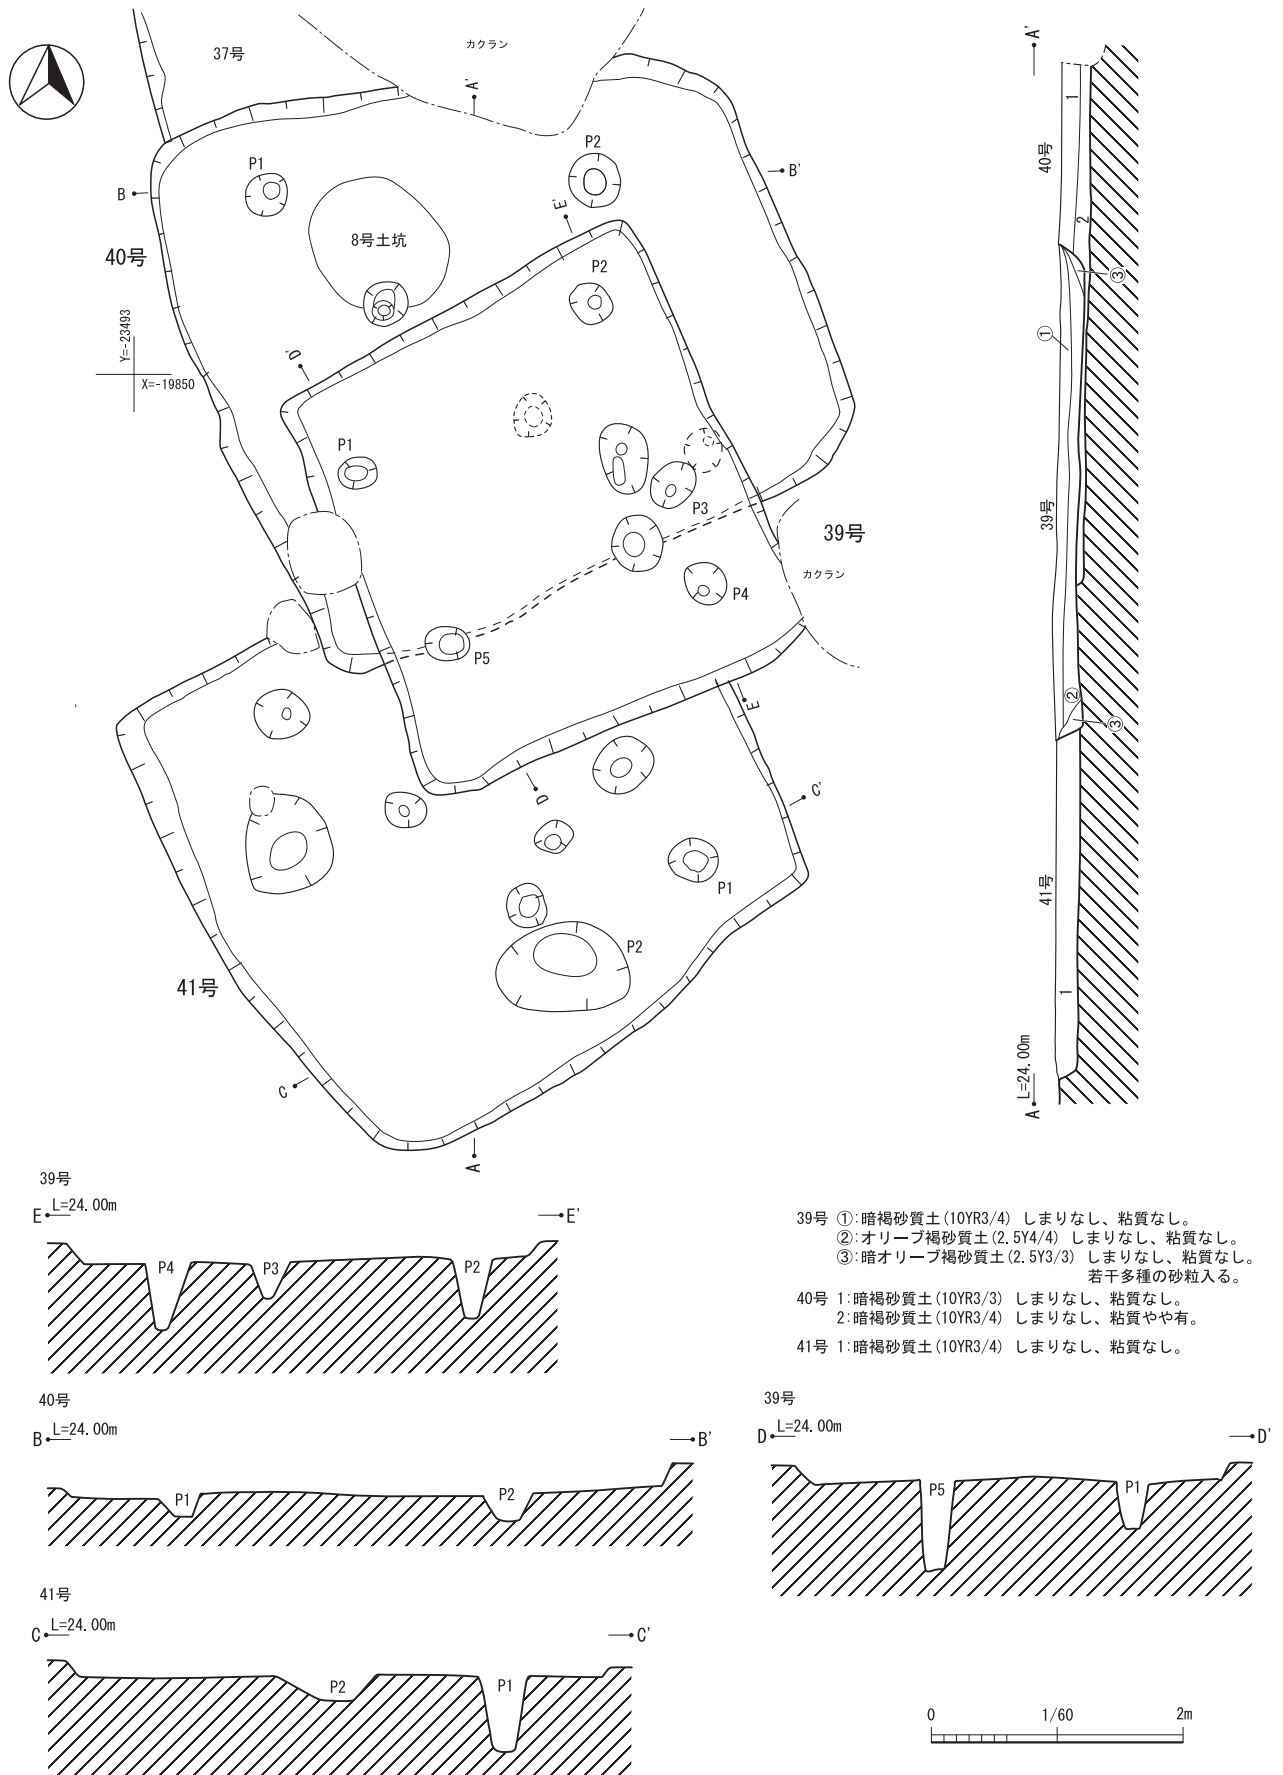 37号
カクラン
A'
P1
P2
B
B'
E'
8号土坑
40号
P2
Y=-23493
X=-19850
D'
P1
P3
39号
カクラン
P4
P5
E
D
C'
P1
P2
41号
C
A
A'
1
40号
2
③
①
39号
②
③
41号
1
L=24.00m
A
39号
E L=24.00m E'
P4 P3 P2
39号 ①:暗褐砂質土(10YR3/4) しまりなし、粘質なし。
②:オリーブ褐砂質土(2.5Y4/4) しまりなし、粘質なし。
③:暗オリーブ褐砂質土(2.5Y3/3) しまりなし、粘質なし。
若干多種の砂粒入る。
40号 1:暗褐砂質土(10YR3/3) しまりなし、粘質なし。
2:暗褐砂質土(10YR3/4) しまりなし、粘質やや有。
41号 1:暗褐砂質土(10YR3/4) しまりなし、粘質なし。
40号
B L=24.00m B'
P1 P2
39号
D L=24.00m D'
P5 P1
41号
C L=24.00m C'
P2 P1
0 1/60 2m